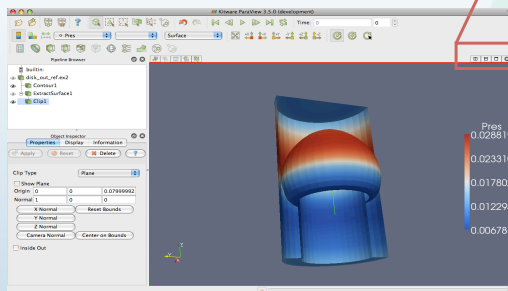 Kitware ParaView 3.5.0 (development)
Time: 0
0
Pres
Surface
Pipeline Browser
builtin:
disk_out_ref.ex2
Contour1
ExtractSurface1
Clip1
Object Inspector
Properties Display Information
Apply Reset Delete ?
Clip Type Plane
Show Plane
Origin 0 0 0.07999992
Normal 1 0 0
X Normal Reset Bounds
Y Normal
Z Normal
Camera Normal Center on Bounds
Inside Out
Pres
0.02881
0.02331
0.01780
0.01229
0.00678
Z
Y